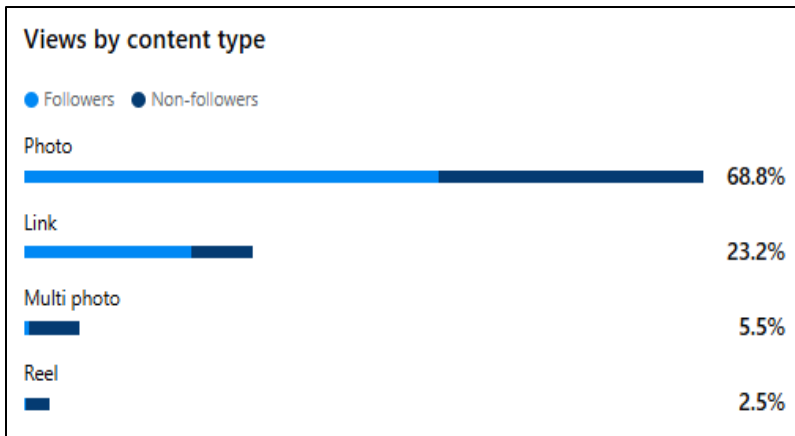 Views by content type
Followers Non-followers
Photo
68.8%
Link
23.2%
Multi photo
5.5%
Reel
2.5%